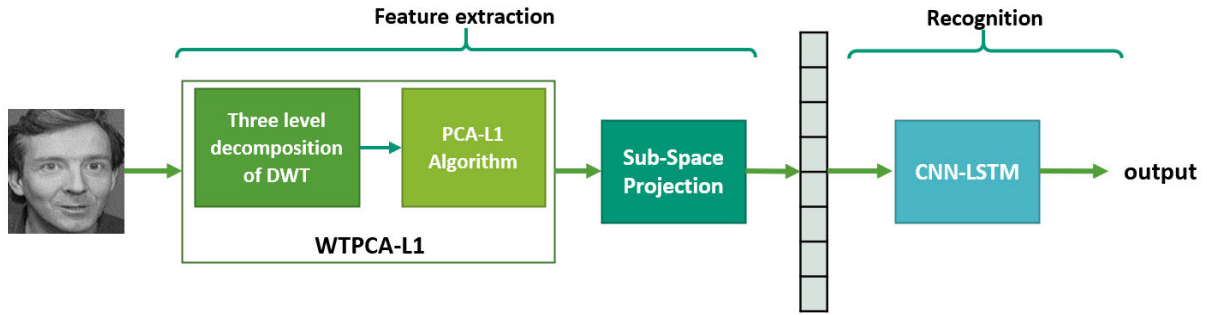 Feature extraction
Recognition
Three level
decomposition
of DWT
PCA-L1
Algorithm
WTPCA-L1
Sub-Space
Projection
CNN-LSTM
output